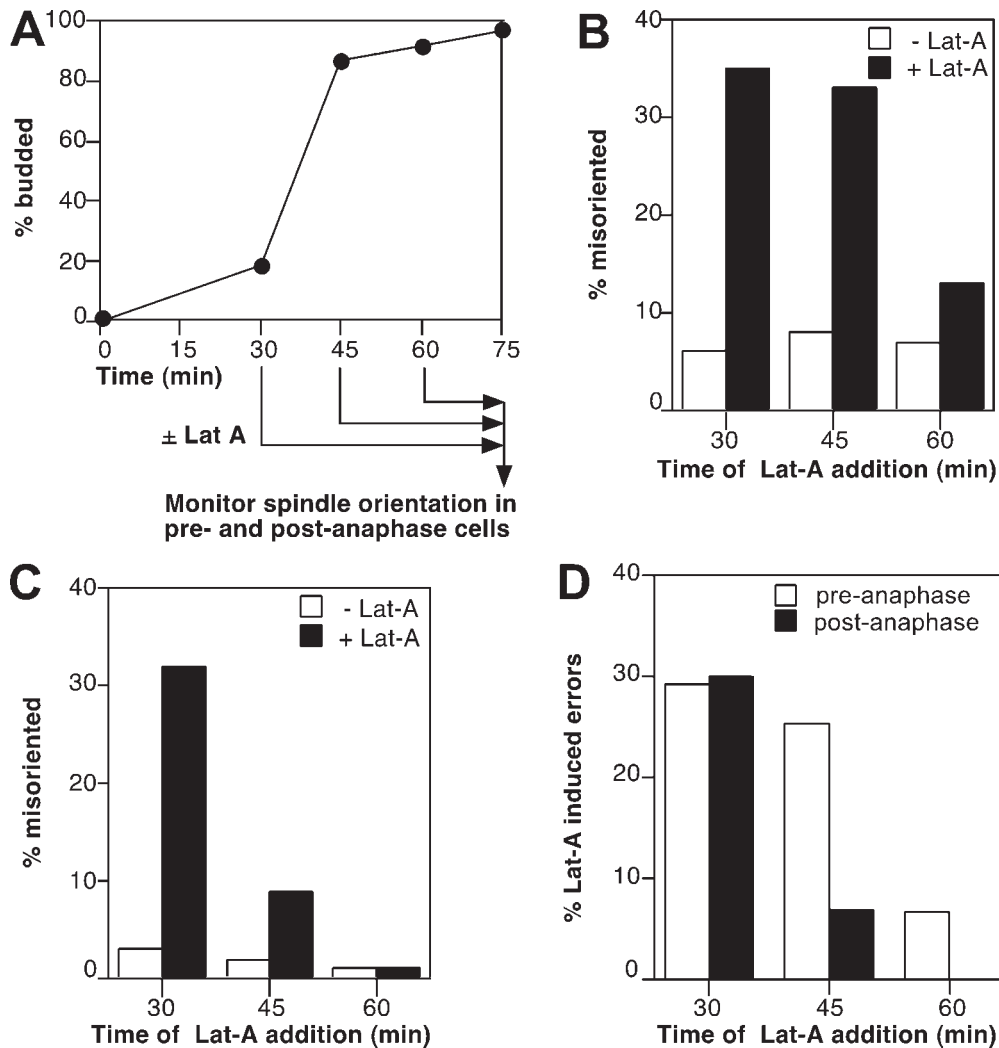 A
% budded
100
80
60
40
20
0
0 15 30 45 60 75
Time (min)
± Lat A
Monitor spindle orientation in
pre- and post-anaphase cells
B
% misoriented
40
30
20
10
0
- Lat-A
+ Lat-A
30 45 60
Time of Lat-A addition (min)
C
% misoriented
40
30
20
10
0
- Lat-A
+ Lat-A
30 45 60
Time of Lat-A addition (min)
D
% Lat-A induced errors
40
30
20
10
0
pre-anaphase
post-anaphase
30 45 60
Time of Lat-A addition (min)